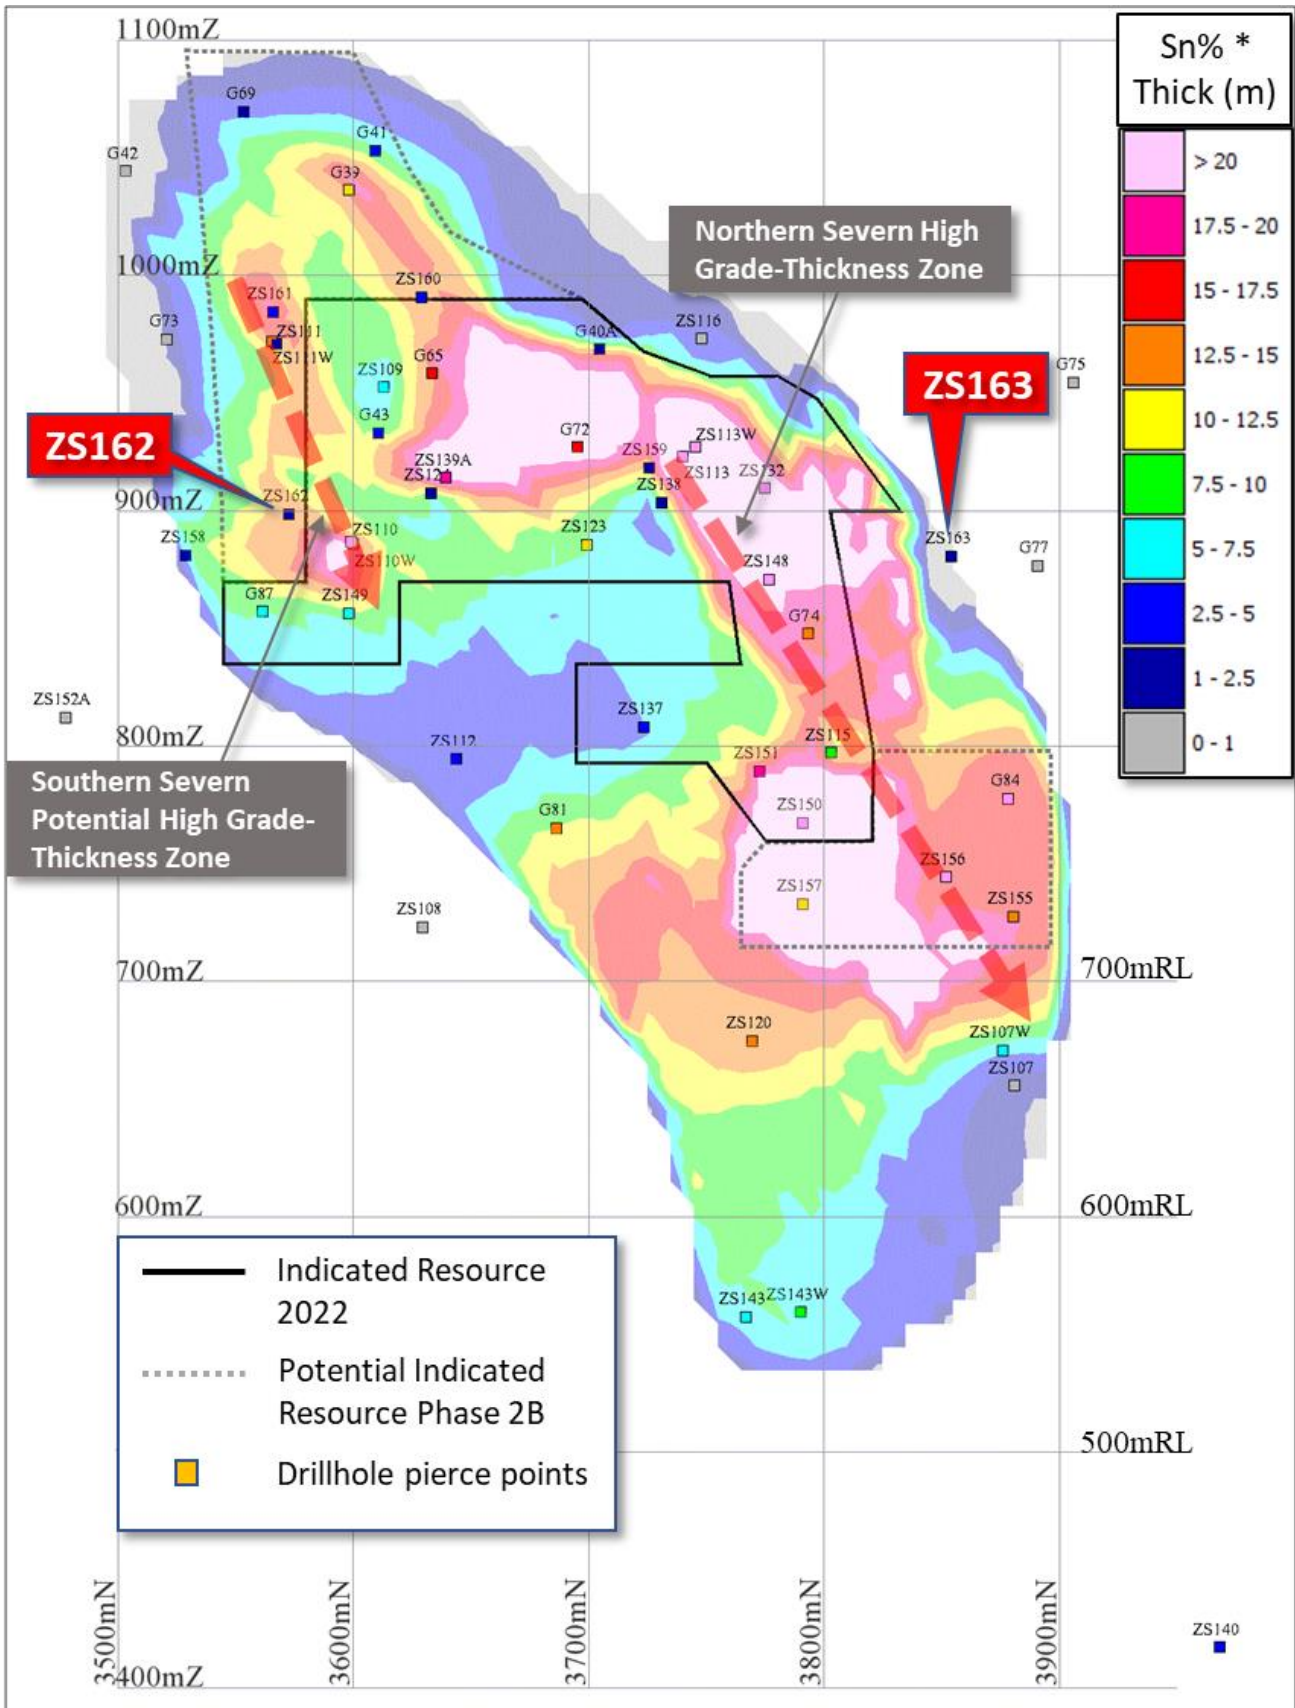 1100mZ
Sn% *
Thick (m)
> 20
17.5 - 20
15 - 17.5
12.5 - 15
10 - 12.5
7.5 - 10
5 - 7.5
2.5 - 5
1 - 2.5
0 - 1
G69
G41
G42
G39
Northern Severn High
Grade-Thickness Zone
1000mZ
ZS160
ZS161
G73
ZS111
ZS111W
G40A
ZS116
G75
ZS109
G65
ZS163
ZS162
G43
G72
ZS113W
ZS159
ZS113
ZS132
ZS139A
ZS138
900mZ
ZS162
ZS158
ZS110
ZS110W
ZS123
ZS163
G77
ZS148
G87
ZS149
G74
ZS152A
ZS137
800mZ
ZS112
ZS115
ZS151
Southern Severn
Potential High Grade-
Thickness Zone
G84
G81
ZS150
ZS156
ZS157
ZS155
ZS108
700mZ
700mRL
ZS120
ZS107W
ZS107
600mZ
600mRL
Indicated Resource
2022
ZS143
ZS143W
Potential Indicated
Resource Phase 2B
500mRL
Drillhole pierce points
3500mN
3600mN
3700mN
3800mN
3900mN
ZS140
400mZ